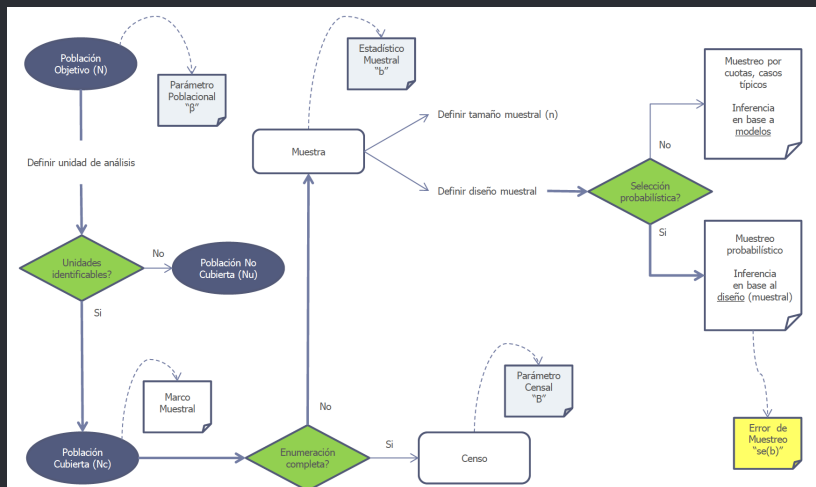 Población
Objetivo (N)
Parámetro
Poblacional
"β"
Definir unidad de análisis
Unidades
identificables?
No
Población No
Cubierta (Nu)
Si
Marco
Muestral
Población
Cubierta (Nc)
Enumeración
completa?
No
Si
Censo
Parámetro
Censal
"B"
Muestra
Estadístico
Muestral
"b"
Definir tamaño muestral (n)
Definir diseño muestral
Selección
probabilística?
No
Muestreo por
cuotas, casos
típicos
Inferencia
en base a
modelos
Si
Muestreo
probabilístico
Inferencia
en base al
diseño (muestral)
Error de
Muestreo
"se(b)"